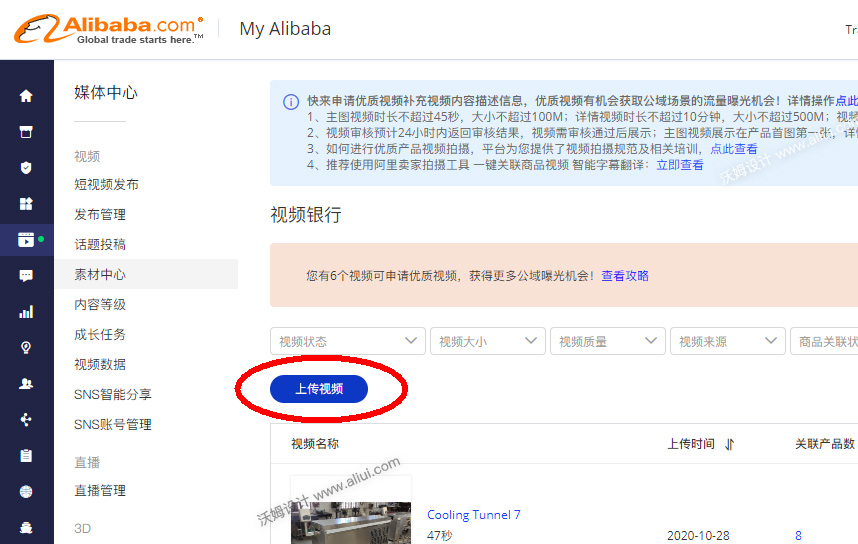 Alibaba.com®
Global trade starts here.™
My Alibaba
Tr
媒体中心
视频
短视频发布
发布管理
话题投稿
素材中心
内容等级
成长任务
视频数据
SNS智能分享
SNS账号管理
直播
直播管理
3D
快来申请优质视频补充视频内容描述信息，优质视频有机会获取公域场景的流量曝光机会！详情操作点此
1、主图视频时长不超过45秒，大小不超过100M；详情视频时长不超过10分钟，大小不超过500M；视频
2、视频审核预计24小时内返回审核结果，视频需审核通过后展示；主图视频展示在产品首图第一张，详
3、如何进行优质产品视频拍摄，平台为您提供了视频拍摄规范及相关培训，点此查看
4、推荐使用阿里卖家拍摄工具 一键关联商品视频 智能字幕翻译：立即查看
视频银行
您有6个视频可申请优质视频，获得更多公域曝光机会！查看攻略
视频状态
视频大小
视频质量
视频来源
商品关联状
上传视频
视频名称
上传时间
关联产品数
Cooling Tunnel 7
47秒
2020-10-28
8
沃姆设计 www.aliui.com